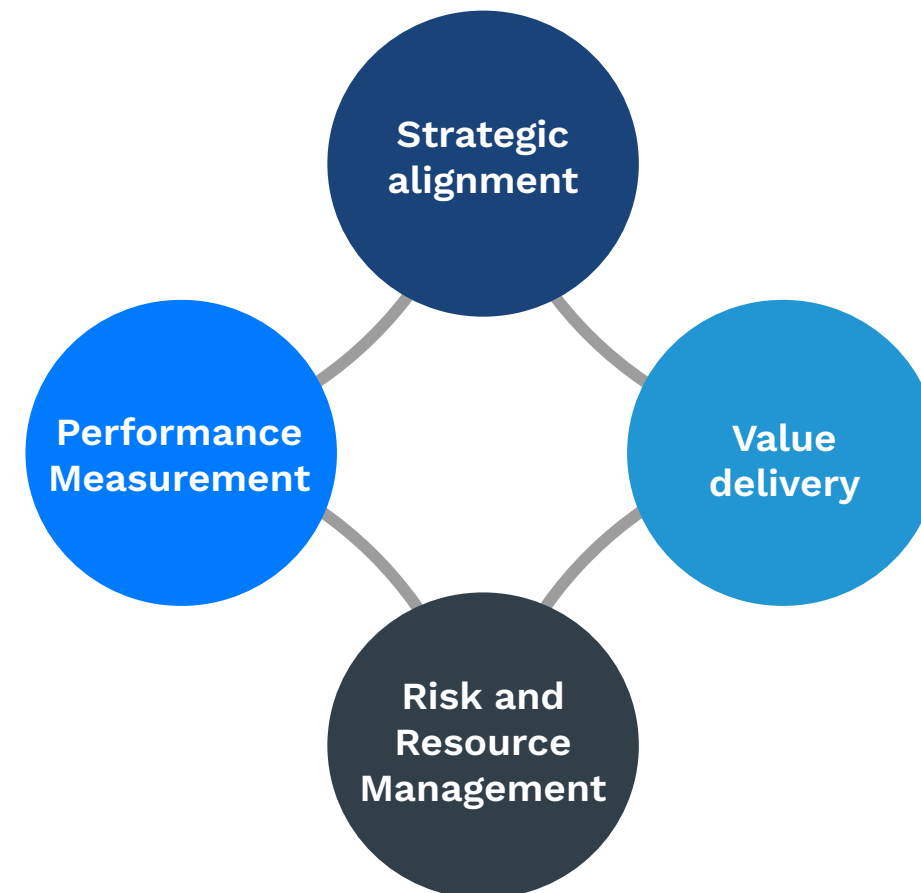 Strategic
alignment
Performance
Measurement
Value
delivery
Risk and
Resource
Management